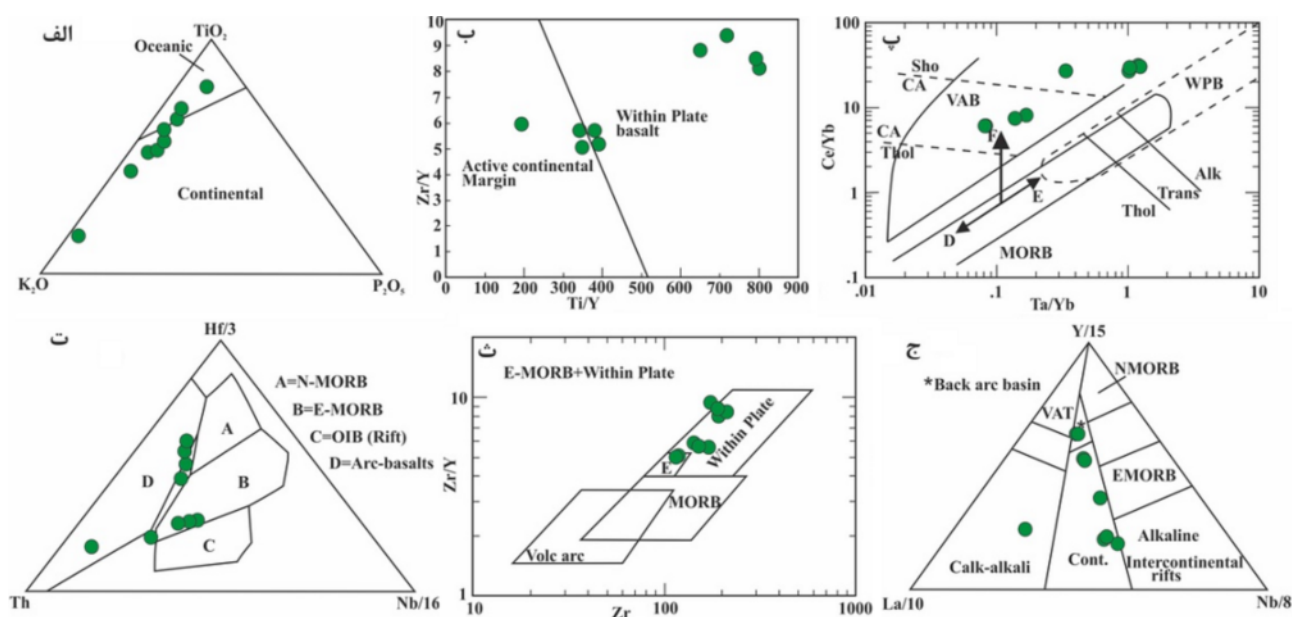 الف
TiO₂
Oceanic
Continental
K₂O
P₂O₅
ب
10
9
8
7
6
5
4
3
2
1
0
Zr/Y
Within Plate
basalt
Active continental
Margin
0 100 200 300 400 500 600 700 800 900
Ti/Y
پ
100
10
1
.1
Ce/Yb
Sho
CA
VAB
WPB
CA
Thol
F
E
D
Alk
Trans
Thol
MORB
.01 .1 1 10
Ta/Yb
ت
Hf/3
A=N-MORB
B=E-MORB
C=OIB (Rift)
D=Arc-basalts
A
B
D
C
Th
Nb/16
ث
E-MORB+Within Plate
10
1
Zr/Y
Within Plate
E
MORB
Volc arc
10 100 1000
Zr
ج
Y/15
*Back arc basin
NMORB
VAT
*
EMORB
Alkaline
Calk-alkali
Cont.
Intercontinental
rifts
La/10
Nb/8